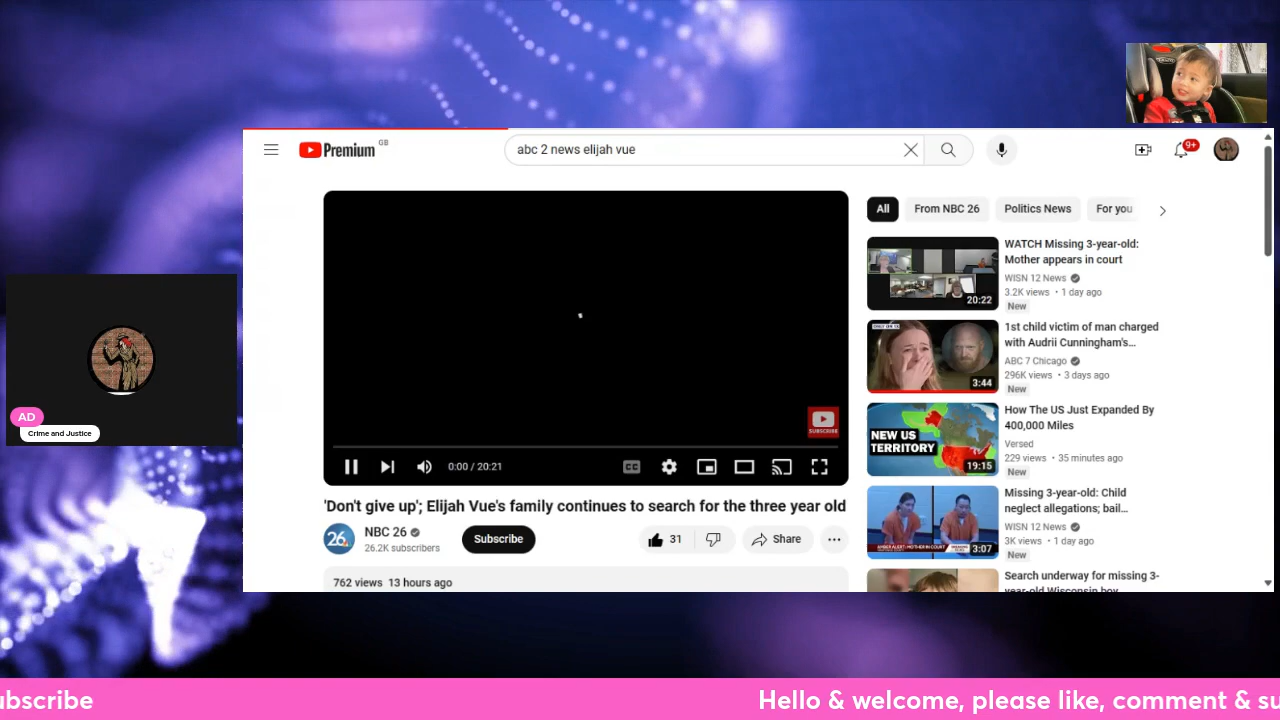 Premium GB
abc 2 news elijah vue
9+
All
From NBC 26
Politics News
For you
SUBSCRIBE
0:00 / 20:21
CC
'Don't give up'; Elijah Vue's family continues to search for the three year old
NBC 26
26.2K subscribers
Subscribe
31
Share
762 views 13 hours ago
20:22
WATCH Missing 3-year-old:
Mother appears in court
WISN 12 News
3.2K views • 1 day ago
New
3:44
1st child victim of man charged
with Audrii Cunningham's...
ABC 7 Chicago
296K views • 3 days ago
New
NEW US
TERRITORY
19:15
How The US Just Expanded By
400,000 Miles
Versed
229 views • 35 minutes ago
New
3:07
Missing 3-year-old: Child
neglect allegations; bail...
WISN 12 News
3K views • 1 day ago
New
Search underway for missing 3-
year-old Wisconsin boy
AD
Crime and Justice
ubscribe
Hello & welcome, please like, comment & su